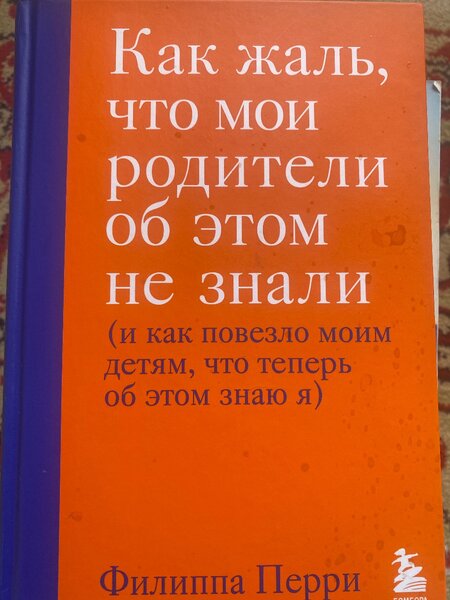 Как жаль,
что мои
родители
об этом
не знали
(и как повезло моим
детям, что теперь
об этом знаю я)
Филиппа Перри
БОМБОРА